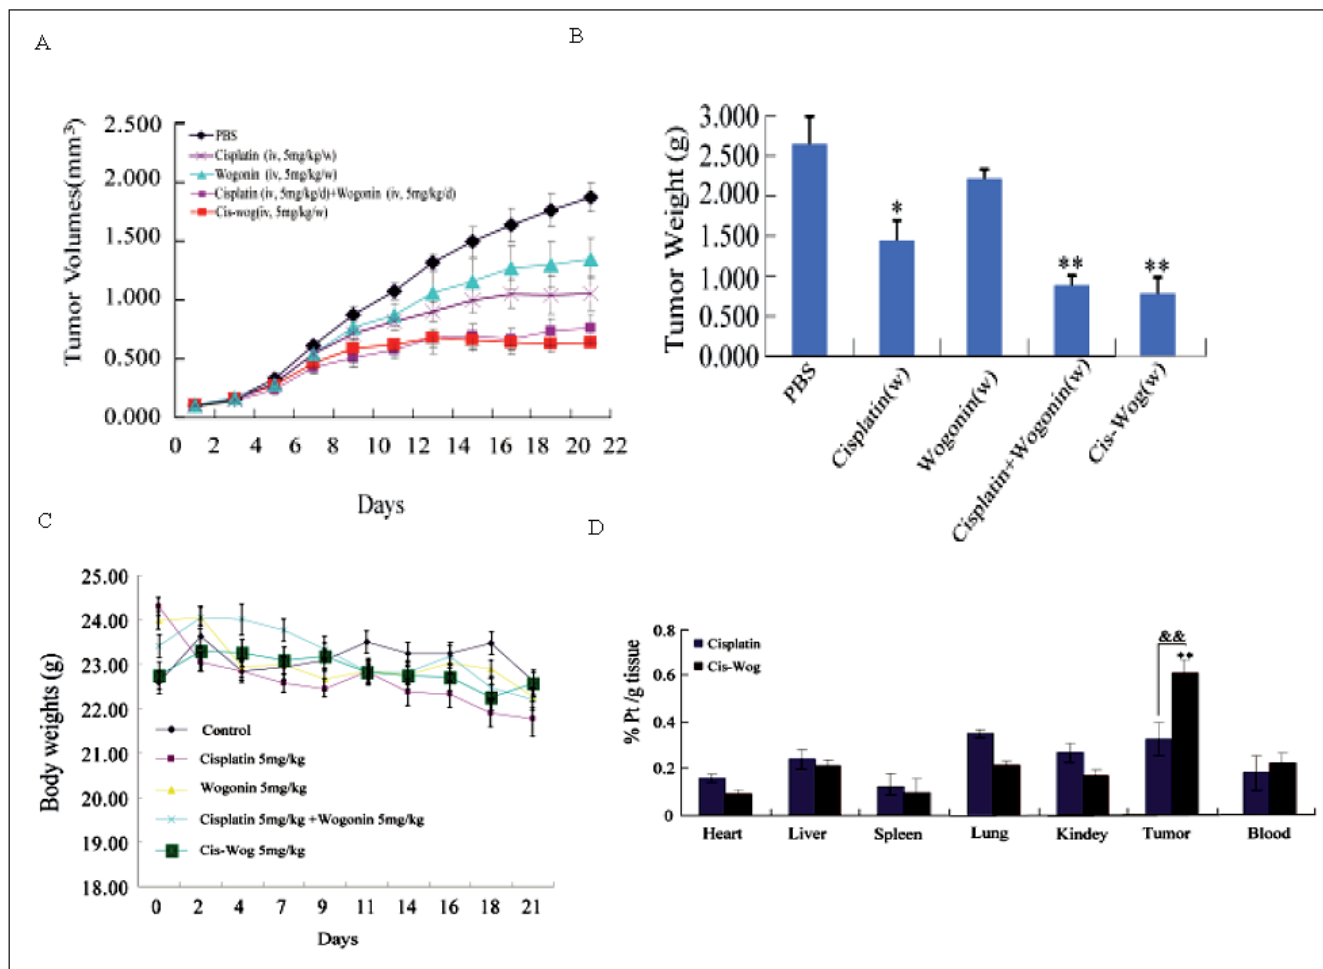 A
Tumor Volumes(mm³)
2.500
2.000
1.500
1.000
0.500
0.000
PBS
Cisplatin (iv, 5mg/kg/w)
Wogonin (iv, 5mg/kg/w)
Cisplatin (iv, 5mg/kg/d)+Wogonin (iv, 5mg/kg/d)
Cis-wog(iv, 5mg/kg/w)
0 2 4 6 8 10 11 13 14 16 18 20 22
Days
B
Tumor Weight (g)
3.000
2.500
2.000
1.500
1.000
0.500
0.000
*
**
**
PBS
Cisplatin(w)
Wogonin(w)
Cisplatin+Wogonin(w)
Cis-Wog(w)
C
Body weights (g)
25.00
24.00
23.00
22.00
21.00
20.00
19.00
18.00
Control
Cisplatin 5mg/kg
Wogonin 5mg/kg
Cisplatin 5mg/kg +Wogonin 5mg/kg
Cis-Wog 5mg/kg
0 2 4 7 9 11 14 16 18 21
Days
D
% Pt /g tissue
0.8
0.6
0.4
0.2
0
Cisplatin
Cis-Wog
&&
**
Heart Liver Spleen Lung Kindey Tumor Blood